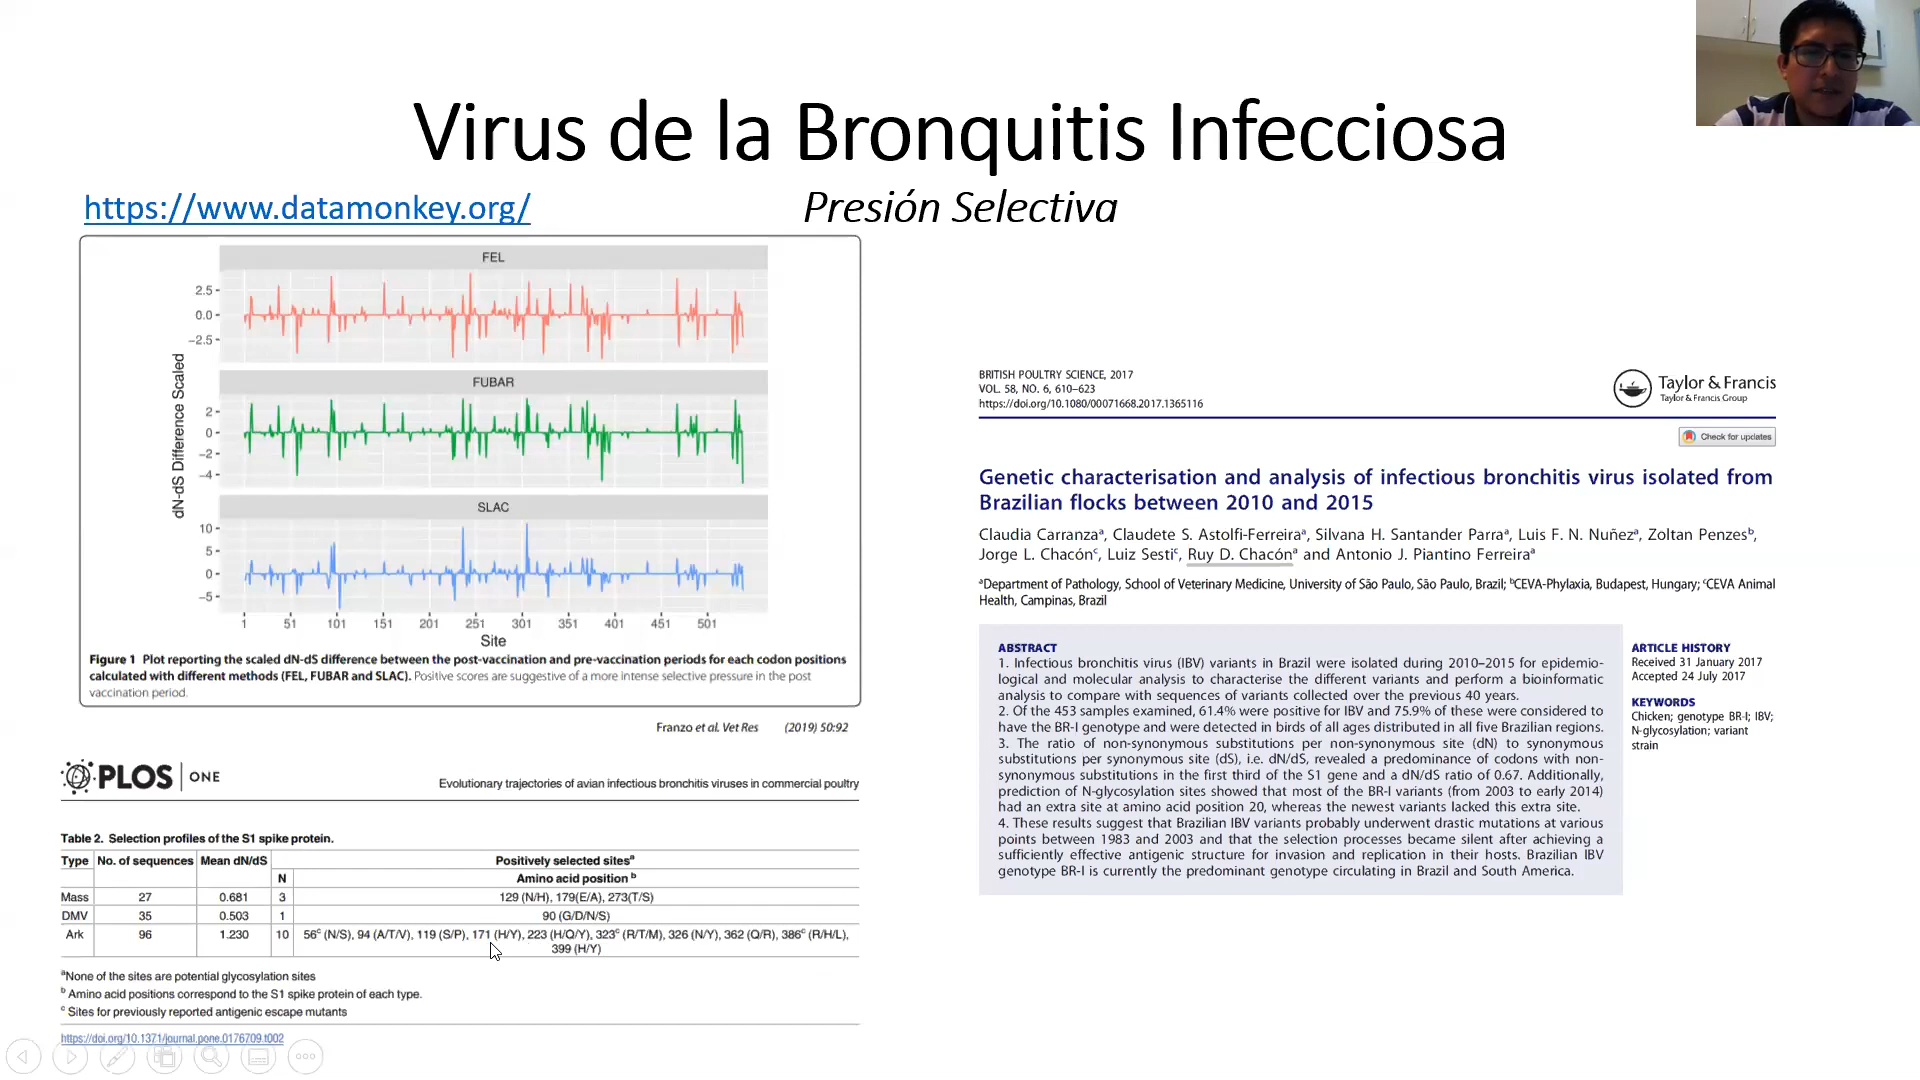 Virus de la Bronquitis Infecciosa
https://www.datamonkey.org/
Presión Selectiva
FEL
2.5
0.0
−2.5
FUBAR
2
0
−2
−4
SLAC
10
5
0
−5
dN-dS Difference Scaled
1 51 101 151 201 251 301 351 401 451 501
Site
Figure 1 Plot reporting the scaled dN-dS difference between the post-vaccination and pre-vaccination periods for each codon positions
calculated with different methods (FEL, FUBAR and SLAC). Positive scores are suggestive of a more intense selective pressure in the post
vaccination period.
Franzo et al. Vet Res (2019) 50:92
PLOS ONE
Evolutionary trajectories of avian infectious bronchitis viruses in commercial poultry
Table 2. Selection profiles of the S1 spike protein.
Type No. of sequences Mean dN/dS Positively selected sitesª
N Amino acid position b
Mass 27 0.681 3 129 (N/H), 179(E/A), 273(T/S)
DMV 35 0.503 1 90 (G/D/N/S)
Ark 96 1.230 10 56c (N/S), 94 (A/T/V), 119 (S/P), 171 (H/Y), 223 (H/Q/Y), 323c (R/T/M), 326 (N/Y), 362 (Q/R), 386c (R/H/L),
399 (H/Y)
ªNone of the sites are potential glycosylation sites
b Amino acid positions correspond to the S1 spike protein of each type.
c Sites for previously reported antigenic escape mutants
https://doi.org/10.1371/journal.pone.0176709.t002
BRITISH POULTRY SCIENCE, 2017
VOL. 58, NO. 6, 610–623
https://doi.org/10.1080/00071668.2017.1365116
Taylor & Francis
Taylor & Francis Group
Check for updates
Genetic characterisation and analysis of infectious bronchitis virus isolated from
Brazilian flocks between 2010 and 2015
Claudia Carranzaª, Claudete S. Astolfi-Ferreiraª, Silvana H. Santander Parraª, Luis F. N. Nuñezª, Zoltan Penzesb,
Jorge L. Chacónc, Luiz Sestic, Ruy D. Chacónª and Antonio J. Piantino Ferreiraª
ªDepartment of Pathology, School of Veterinary Medicine, University of São Paulo, São Paulo, Brazil; bCEVA-Phylaxia, Budapest, Hungary; cCEVA Animal
Health, Campinas, Brazil
ABSTRACT
1. Infectious bronchitis virus (IBV) variants in Brazil were isolated during 2010–2015 for epidemio-
logical and molecular analysis to characterise the different variants and perform a bioinformatic
analysis to compare with sequences of variants collected over the previous 40 years.
2. Of the 453 samples examined, 61.4% were positive for IBV and 75.9% of these were considered to
have the BR-I genotype and were detected in birds of all ages distributed in all five Brazilian regions.
3. The ratio of non-synonymous substitutions per non-synonymous site (dN) to synonymous
substitutions per synonymous site (dS), i.e. dN/dS, revealed a predominance of codons with non-
synonymous substitutions in the first third of the S1 gene and a dN/dS ratio of 0.67. Additionally,
prediction of N-glycosylation sites showed that most of the BR-I variants (from 2003 to early 2014)
had an extra site at amino acid position 20, whereas the newest variants lacked this extra site.
4. These results suggest that Brazilian IBV variants probably underwent drastic mutations at various
points between 1983 and 2003 and that the selection processes became silent after achieving a
sufficiently effective antigenic structure for invasion and replication in their hosts. Brazilian IBV
genotype BR-I is currently the predominant genotype circulating in Brazil and South America.
ARTICLE HISTORY
Received 31 January 2017
Accepted 24 July 2017
KEYWORDS
Chicken; genotype BR-I; IBV;
N-glycosylation; variant
strain